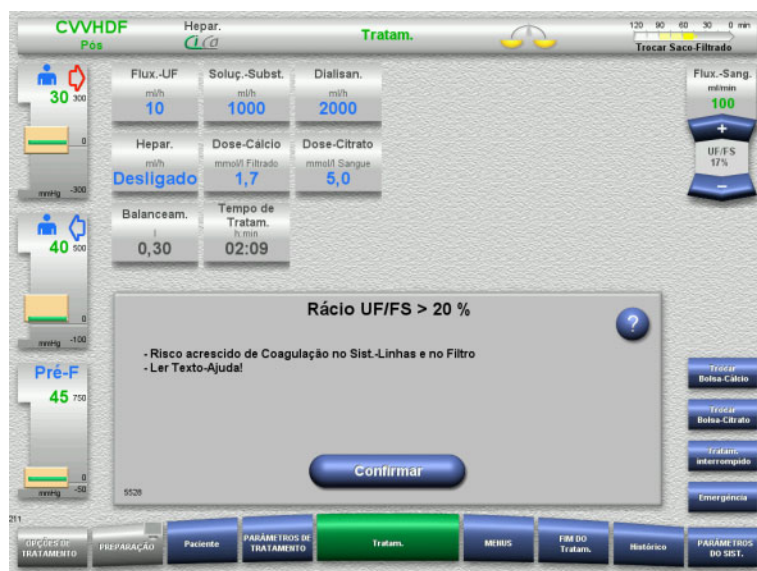 CVVHDF
Pós
Hepar.
CiCa
Tratam.
120 90 60 30 0 min
Trocar Saco-Filtrado
30
300
0
mmHg -300
Flux.-UF
ml/h
10
Soluç.-Subst.
ml/h
1000
Dialisan.
ml/h
2000
Flux.-Sang.
ml/min
100
+
UF/FS
17%
−
Hepar.
ml/h
Desligado
Dose-Cálcio
mmol/l Filtrado
1,7
Dose-Citrato
mmol/l Sangue
5,0
Balanceam.
l
0,30
Tempo de
Tratam.
h:min
02:09
40
500
0
mmHg -100
Rácio UF/FS > 20 %
?
- Risco acrescido de Coagulação no Sist.-Linhas e no Filtro
- Ler Texto-Ajuda!
Confirmar
5528
Pré-F
45
750
0
mmHg -50
Trocar
Bolsa-Cálcio
Trocar
Bolsa-Citrato
Tratam.
interrompido
Emergência
211
OPÇÕES DE
TRATAMENTO
PREPARAÇÃO
Paciente
PARÂMETROS DE
TRATAMENTO
Tratam.
MENUS
FIM DO
Tratam.
Histórico
PARÂMETROS
DO SIST.